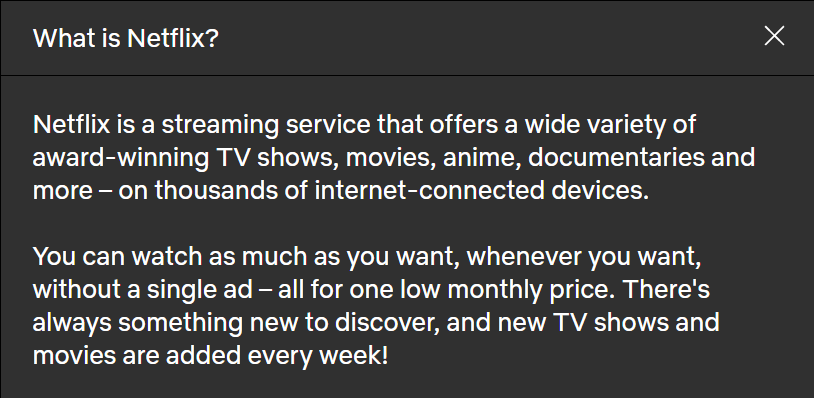 What is Netflix?
Netflix is a streaming service that offers a wide variety of
award-winning TV shows, movies, anime, documentaries and
more – on thousands of internet-connected devices.
You can watch as much as you want, whenever you want,
without a single ad – all for one low monthly price. There's
always something new to discover, and new TV shows and
movies are added every week!